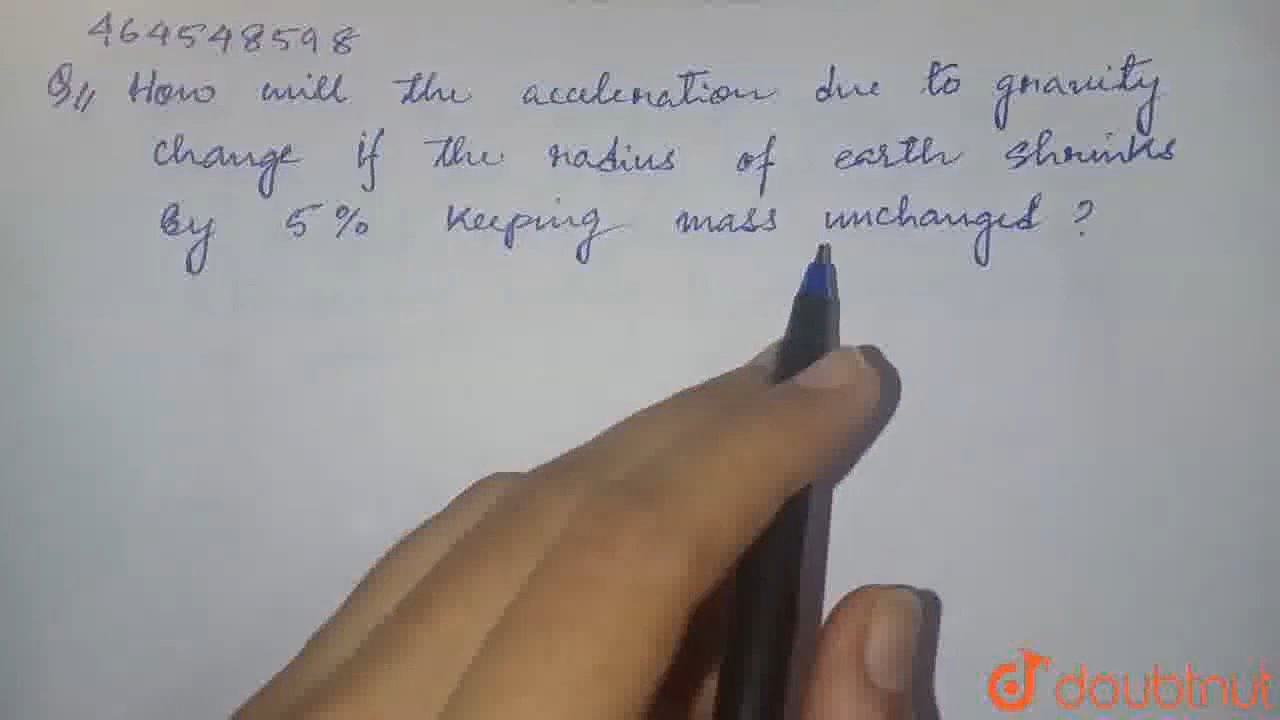 464548598
Q// How will the acceleration due to gravity
change if the radius of earth shrinks
By 5% keeping mass unchanged ?
doubtnut